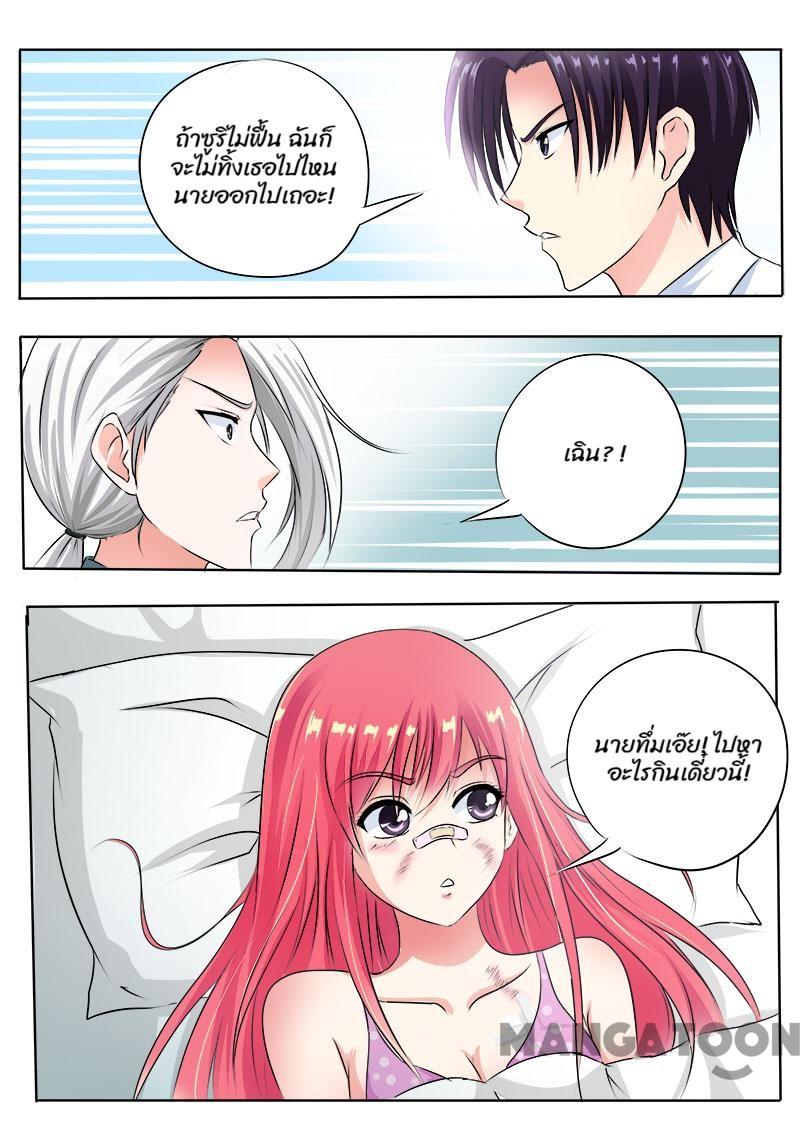 ถ้าซูริไม่ฟื้น ฉันก็
จะไม่ทิ้งเธอไปไหน
นายออกไปเถอะ!
เฉิน?!
นายทึ่มเอ๊ย! ไปหา
อะไรกินเดี๋ยวนี้!
MANGATOON